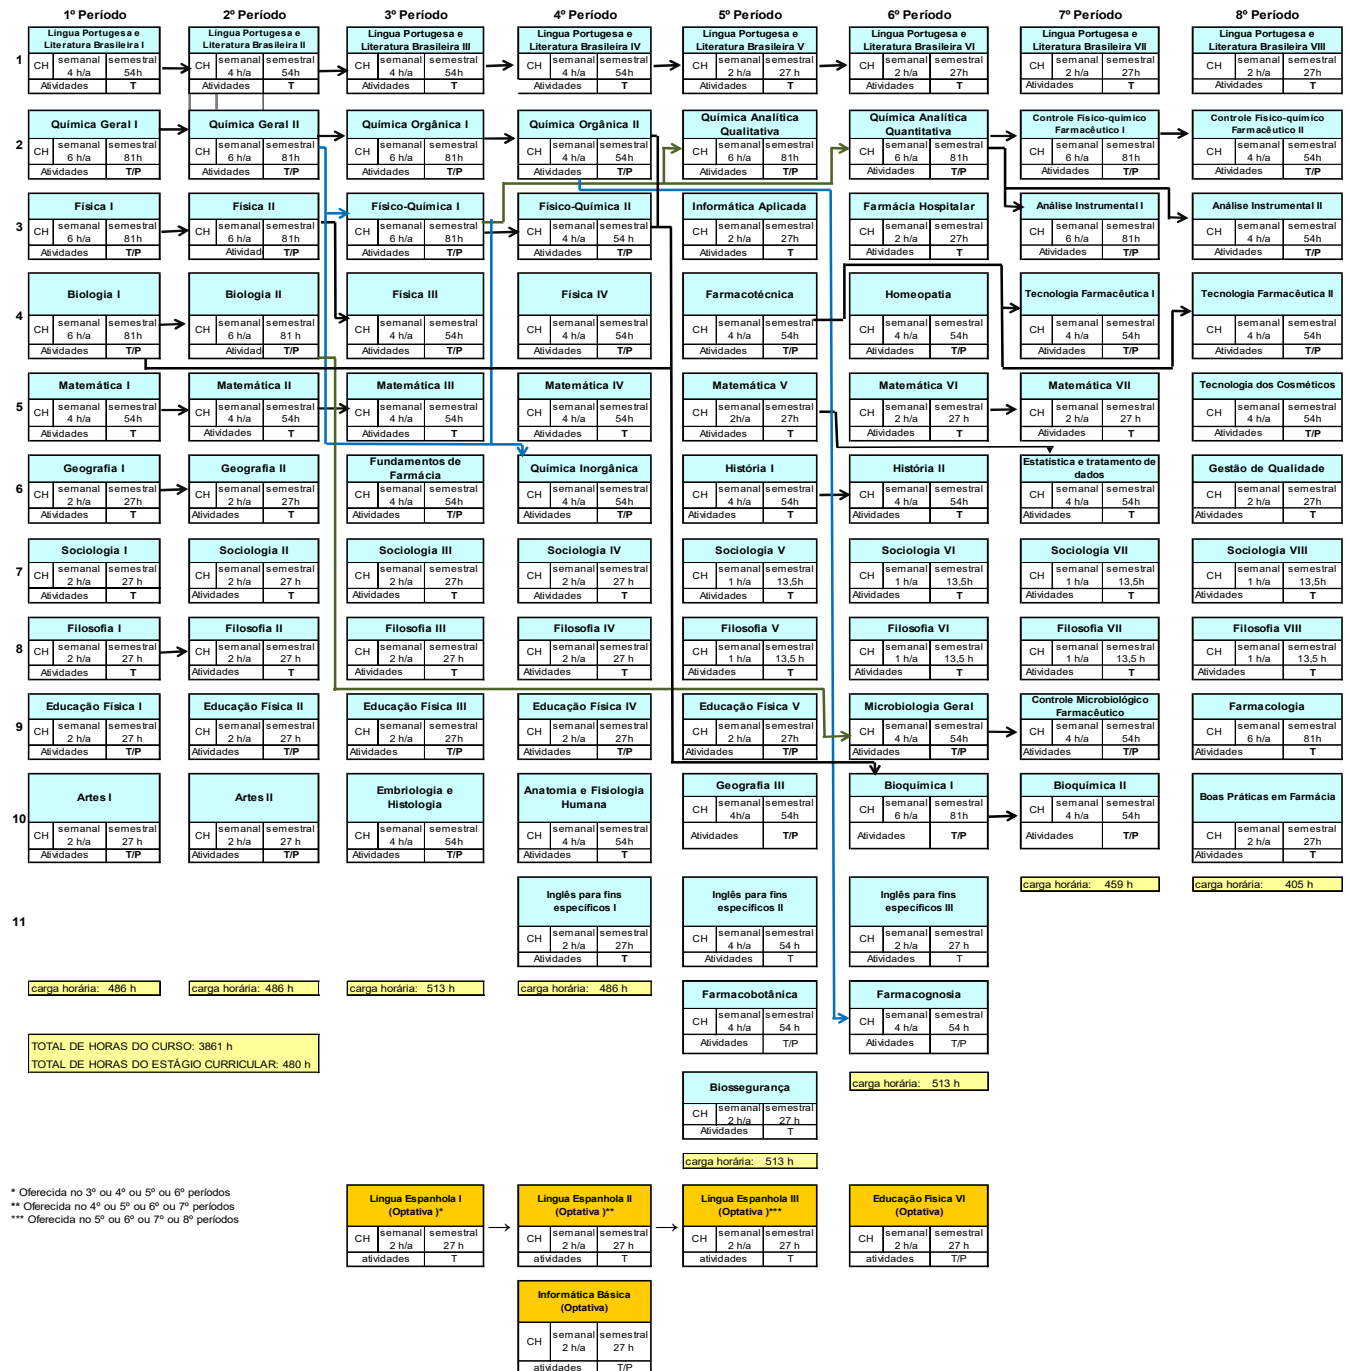 1º Período 2º Período 3º Período 4º Período 5º Período 6º Período 7º Período 8º Período
1
Língua Portugesa e
Literatura Brasileira I
CH semanal semestral
4 h/a 54h
Atividades T
Língua Portugesa e
Literatura Brasileira II
CH semanal semestral
4 h/a 54h
Atividades T
Língua Portugesa e
Literatura Brasileira III
CH semanal semestral
4 h/a 54h
Atividades T
Língua Portugesa e
Literatura Brasileira IV
CH semanal semestral
4 h/a 54h
Atividades T
Língua Portugesa e
Literatura Brasileira V
CH semanal semestral
2 h/a 27h
Atividades T
Língua Portugesa e
Literatura Brasileira VI
CH semanal semestral
2 h/a 27h
Atividades T
Língua Portugesa e
Literatura Brasileira VII
CH semanal semestral
2 h/a 27h
Atividades T
Língua Portugesa e
Literatura Brasileira VIII
CH semanal semestral
2 h/a 27h
Atividades T
2
Química Geral I
CH semanal semestral
6 h/a 81h
Atividades T/P
Química Geral II
CH semanal semestral
6 h/a 81h
Atividades T/P
Química Orgânica I
CH semanal semestral
6 h/a 81h
Atividades T/P
Química Orgânica II
CH semanal semestral
4 h/a 54h
Atividades T/P
Química Analítica
Qualitativa
CH semanal semestral
6 h/a 81h
Atividades T/P
Química Analítica
Quantitativa
CH semanal semestral
6 h/a 81h
Atividades T/P
Controle Físico-químico
Farmacêutico I
CH semanal semestral
6 h/a 81h
Atividades T/P
Controle Físico-químico
Farmacêutico II
CH semanal semestral
4 h/a 54h
Atividades T/P
3
Física I
CH semanal semestral
6 h/a 81h
Atividades T/P
Física II
CH semanal semestral
6 h/a 81h
Atividad T/P
Físico-Química I
CH semanal semestral
6 h/a 81h
Atividades T/P
Físico-Química II
CH semanal semestral
4 h/a 54 h
Atividades T/P
Informática Aplicada
CH semanal semestral
2 h/a 27h
Atividades T
Farmácia Hospitalar
CH semanal semestral
2 h/a 27h
Atividades T
Análise Instrumental I
CH semanal semestral
6 h/a 81h
Atividades T/P
Análise Instrumental II
CH semanal semestral
4 h/a 54h
Atividades T/P
4
Biologia I
CH semanal semestral
6 h/a 81h
Atividades T/P
Biologia II
CH semanal semestral
6 h/a 81 h
Atividad T/P
Física III
CH semanal semestral
4 h/a 54h
Atividades T/P
Física IV
CH semanal semestral
4 h/a 54h
Atividades T/P
Farmacotécnica
CH semanal semestral
4 h/a 54h
Atividades T/P
Homeopatia
CH semanal semestral
4 h/a 54h
Atividades T/P
Tecnologia Farmacêutica I
CH semanal semestral
4 h/a 54h
Atividades T/P
Tecnologia Farmacêutica II
CH semanal semestral
4 h/a 54h
Atividades T/P
5
Matemática I
CH semanal semestral
4 h/a 54h
Atividades T
Matemática II
CH semanal semestral
4 h/a 54h
Atividades T
Matemática III
CH semanal semestral
4 h/a 54h
Atividades T
Matemática IV
CH semanal semestral
4 h/a 54h
Atividades T
Matemática V
CH semanal semestral
2h/a 27h
Atividades T
Matemática VI
CH semanal semestral
2 h/a 27 h
Atividades T
Matemática VII
CH semanal semestral
2 h/a 27 h
Atividades T
Tecnologia dos Cosméticos
CH semanal semestral
4 h/a 54h
Atividades T/P
6
Geografia I
CH semanal semestral
2 h/a 27h
Atividades T
Geografia II
CH semanal semestral
2 h/a 27h
Atividades T
Fundamentos de
Farmácia
CH semanal semestral
4 h/a 54h
Atividades T/P
Química Inorgânica
CH semanal semestral
4 h/a 54h
Atividades T/P
História I
CH semanal semestral
4 h/a 54h
Atividades T
História II
CH semanal semestral
4 h/a 54h
Atividades T
Estatística e tratamento de
dados
CH semanal semestral
4 h/a 54h
Atividades T
Gestão de Qualidade
CH semanal semestral
2 h/a 27h
Atividades T
7
Sociologia I
CH semanal semestral
2 h/a 27 h
Atividades T
Sociologia II
CH semanal semestral
2 h/a 27 h
Atividades T
Sociologia III
CH semanal semestral
2 h/a 27h
Atividades T
Sociologia IV
CH semanal semestral
2 h/a 27 h
Atividades T
Sociologia V
CH semanal semestral
1 h/a 13,5h
Atividades T
Sociologia VI
CH semanal semestral
1 h/a 13,5h
Atividades T
Sociologia VII
CH semanal semestral
1 h/a 13,5h
Atividades T
Sociologia VIII
CH semanal semestral
1 h/a 13,5h
Atividades T
8
Filosofia I
CH semanal semestral
2 h/a 27 h
Atividades T
Filosofia II
CH semanal semestral
2 h/a 27 h
Atividades T
Filosofia III
CH semanal semestral
2 h/a 27 h
Atividades T
Filosofia IV
CH semanal semestral
2 h/a 27 h
Atividades T
Filosofia V
CH semanal semestral
1 h/a 13,5 h
Atividades T
Filosofia VI
CH semanal semestral
1 h/a 13,5 h
Atividades T
Filosofia VII
CH semanal semestral
1 h/a 13,5 h
Atividades T
Filosofia VIII
CH semanal semestral
1 h/a 13,5 h
Atividades T
9
Educação Física I
CH semanal semestral
2 h/a 27 h
Atividades T/P
Educação Física II
CH semanal semestral
2 h/a 27 h
Atividades T/P
Educação Física III
CH semanal semestral
2 h/a 27h
Atividades T/P
Educação Física IV
CH semanal semestral
2 h/a 27h
Atividades T/P
Educação Física V
CH semanal semestral
2 h/a 27h
Atividades T/P
Microbiologia Geral
CH semanal semestral
4 h/a 54h
Atividades T/P
Controle Microbiológico
Farmacêutico
CH semanal semestral
4 h/a 54h
Atividades T/P
Farmacologia
CH semanal semestral
6 h/a 81h
Atividades T
10
Artes I
CH semanal semestral
2 h/a 27 h
Atividades T/P
Artes II
CH semanal semestral
2 h/a 27 h
Atividades T/P
Embriologia e
Histologia
CH semanal semestral
4 h/a 54h
Atividades T/P
Anatomia e Fisiologia
Humana
CH semanal semestral
4 h/a 54h
Atividades T
Geografia III
CH semanal semestral
4h/a 54h
Atividades T/P
Bioquímica I
CH semanal semestral
6 h/a 81h
Atividades T/P
Bioquímica II
CH semanal semestral
4 h/a 54h
Atividades T/P
Boas Práticas em Farmácia
CH semanal semestral
2 h/a 27h
Atividades T
carga horária: 459 h
carga horária: 405 h
11
Inglês para fins
específicos I
CH semanal semestral
2 h/a 27h
Atividades T
Inglês para fins
específicos II
CH semanal semestral
4 h/a 54 h
Atividades T
Inglês para fins
específicos III
CH semanal semestral
2 h/a 27 h
Atividades T
carga horária: 486 h
carga horária: 486 h
carga horária: 513 h
carga horária: 486 h
Farmacobotânica
CH semanal semestral
4 h/a 54 h
Atividades T/P
Farmacognosia
CH semanal semestral
4 h/a 54 h
Atividades T/P
TOTAL DE HORAS DO CURSO: 3861 h
TOTAL DE HORAS DO ESTÁGIO CURRICULAR: 480 h
carga horária: 513 h
Biossegurança
CH semanal semestral
2 h/a 27 h
Atividades T
carga horária: 513 h
* Oferecida no 3º ou 4º ou 5º ou 6º períodos
** Oferecida no 4º ou 5º ou 6º ou 7º períodos
*** Oferecida no 5º ou 6º ou 7º ou 8º períodos
Língua Espanhola I
(Optativa )*
CH semanal semestral
2 h/a 27 h
atividades T
Língua Espanhola II
(Optativa )**
CH semanal semestral
2 h/a 27 h
atividades T
Língua Espanhola III
(Optativa )***
CH semanal semestral
2 h/a 27 h
atividades T
Educação Física VI
(Optativa)
CH semanal semestral
2 h/a 27 h
atividades T/P
Informática Básica
(Optativa)
CH semanal semestral
2 h/a 27 h
atividades T/P